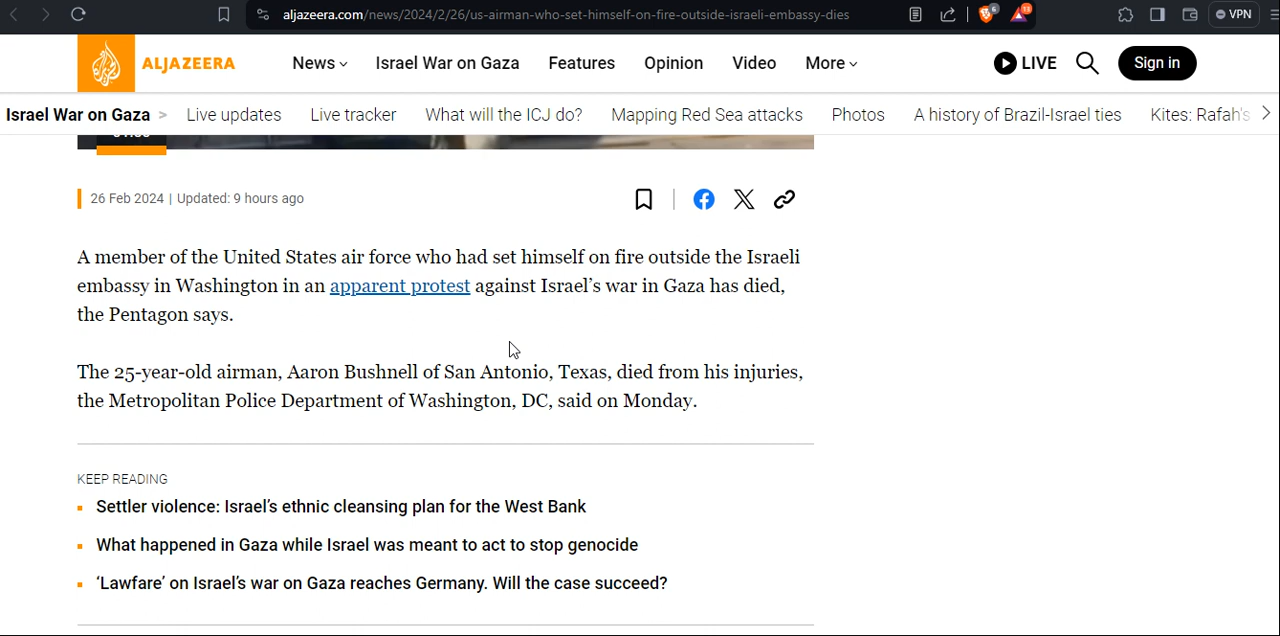 aljazeera.com/news/2024/2/26/us-airman-who-set-himself-on-fire-outside-israeli-embassy-dies
VPN
ALJAZEERA
News
Israel War on Gaza
Features
Opinion
Video
More
LIVE
Sign in
Israel War on Gaza >
Live updates
Live tracker
What will the ICJ do?
Mapping Red Sea attacks
Photos
A history of Brazil-Israel ties
Kites: Rafah's
26 Feb 2024 | Updated: 9 hours ago
A member of the United States air force who had set himself on fire outside the Israeli
embassy in Washington in an apparent protest against Israel’s war in Gaza has died,
the Pentagon says.
The 25-year-old airman, Aaron Bushnell of San Antonio, Texas, died from his injuries,
the Metropolitan Police Department of Washington, DC, said on Monday.
KEEP READING
Settler violence: Israel’s ethnic cleansing plan for the West Bank
What happened in Gaza while Israel was meant to act to stop genocide
‘Lawfare’ on Israel’s war on Gaza reaches Germany. Will the case succeed?